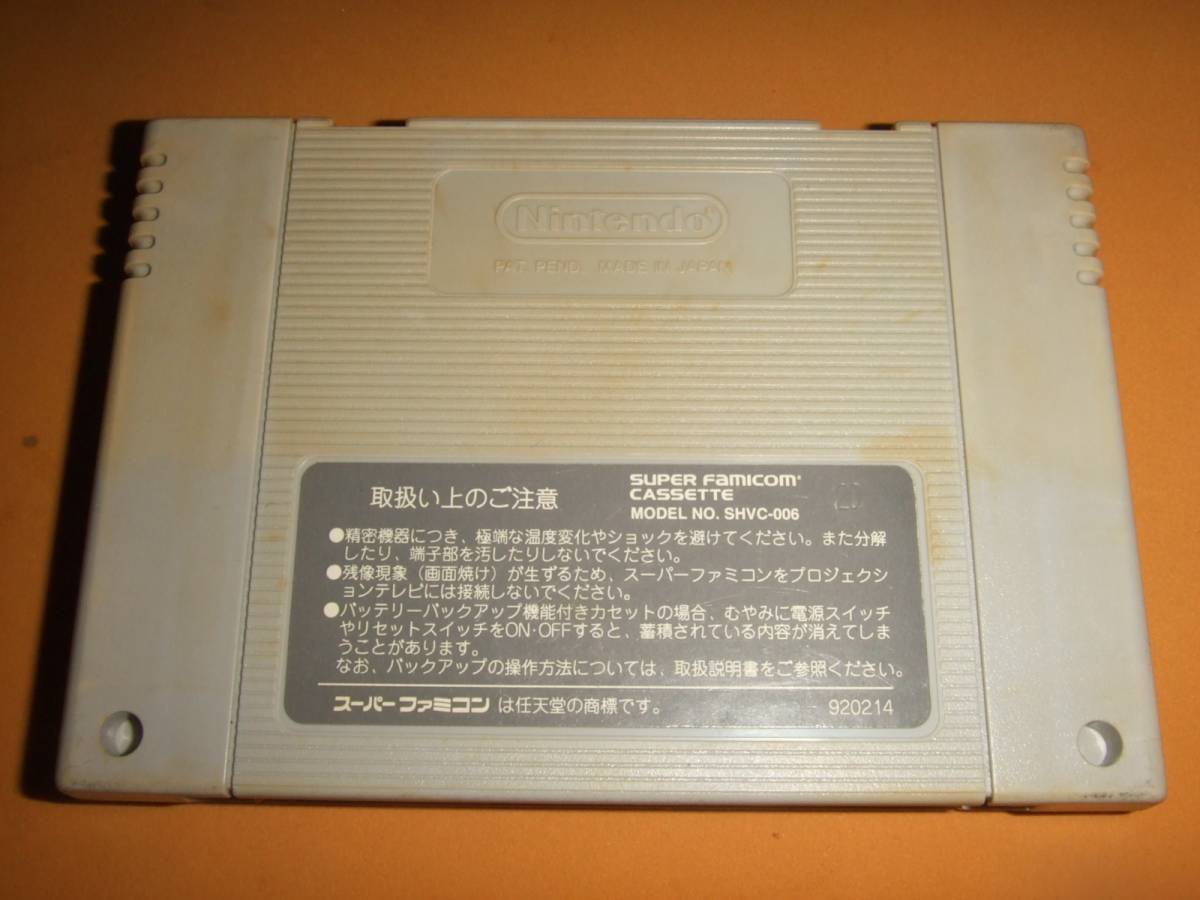 Nintendo
PAT. PEND. MADE IN JAPAN
取扱い上のご注意
SUPER FAMICOM
CASSETTE
MODEL NO. SHVC-006
●精密機器につき、極端な温度変化やショックを避けてください。また分解
したり、端子部を汚したりしないでください。
●残像現象（画面焼け）が生ずるため、スーパーファミコンをプロジェクシ
ョンテレビには接続しないでください。
●バッテリーバックアップ機能付きカセットの場合、むやみに電源スイッチ
やリセットスイッチをON・OFFすると、蓄積されている内容が消えてしま
うことがあります。
なお、バックアップの操作方法については、取扱説明書をご参照ください。
スーパーファミコンは任天堂の商標です。
920214